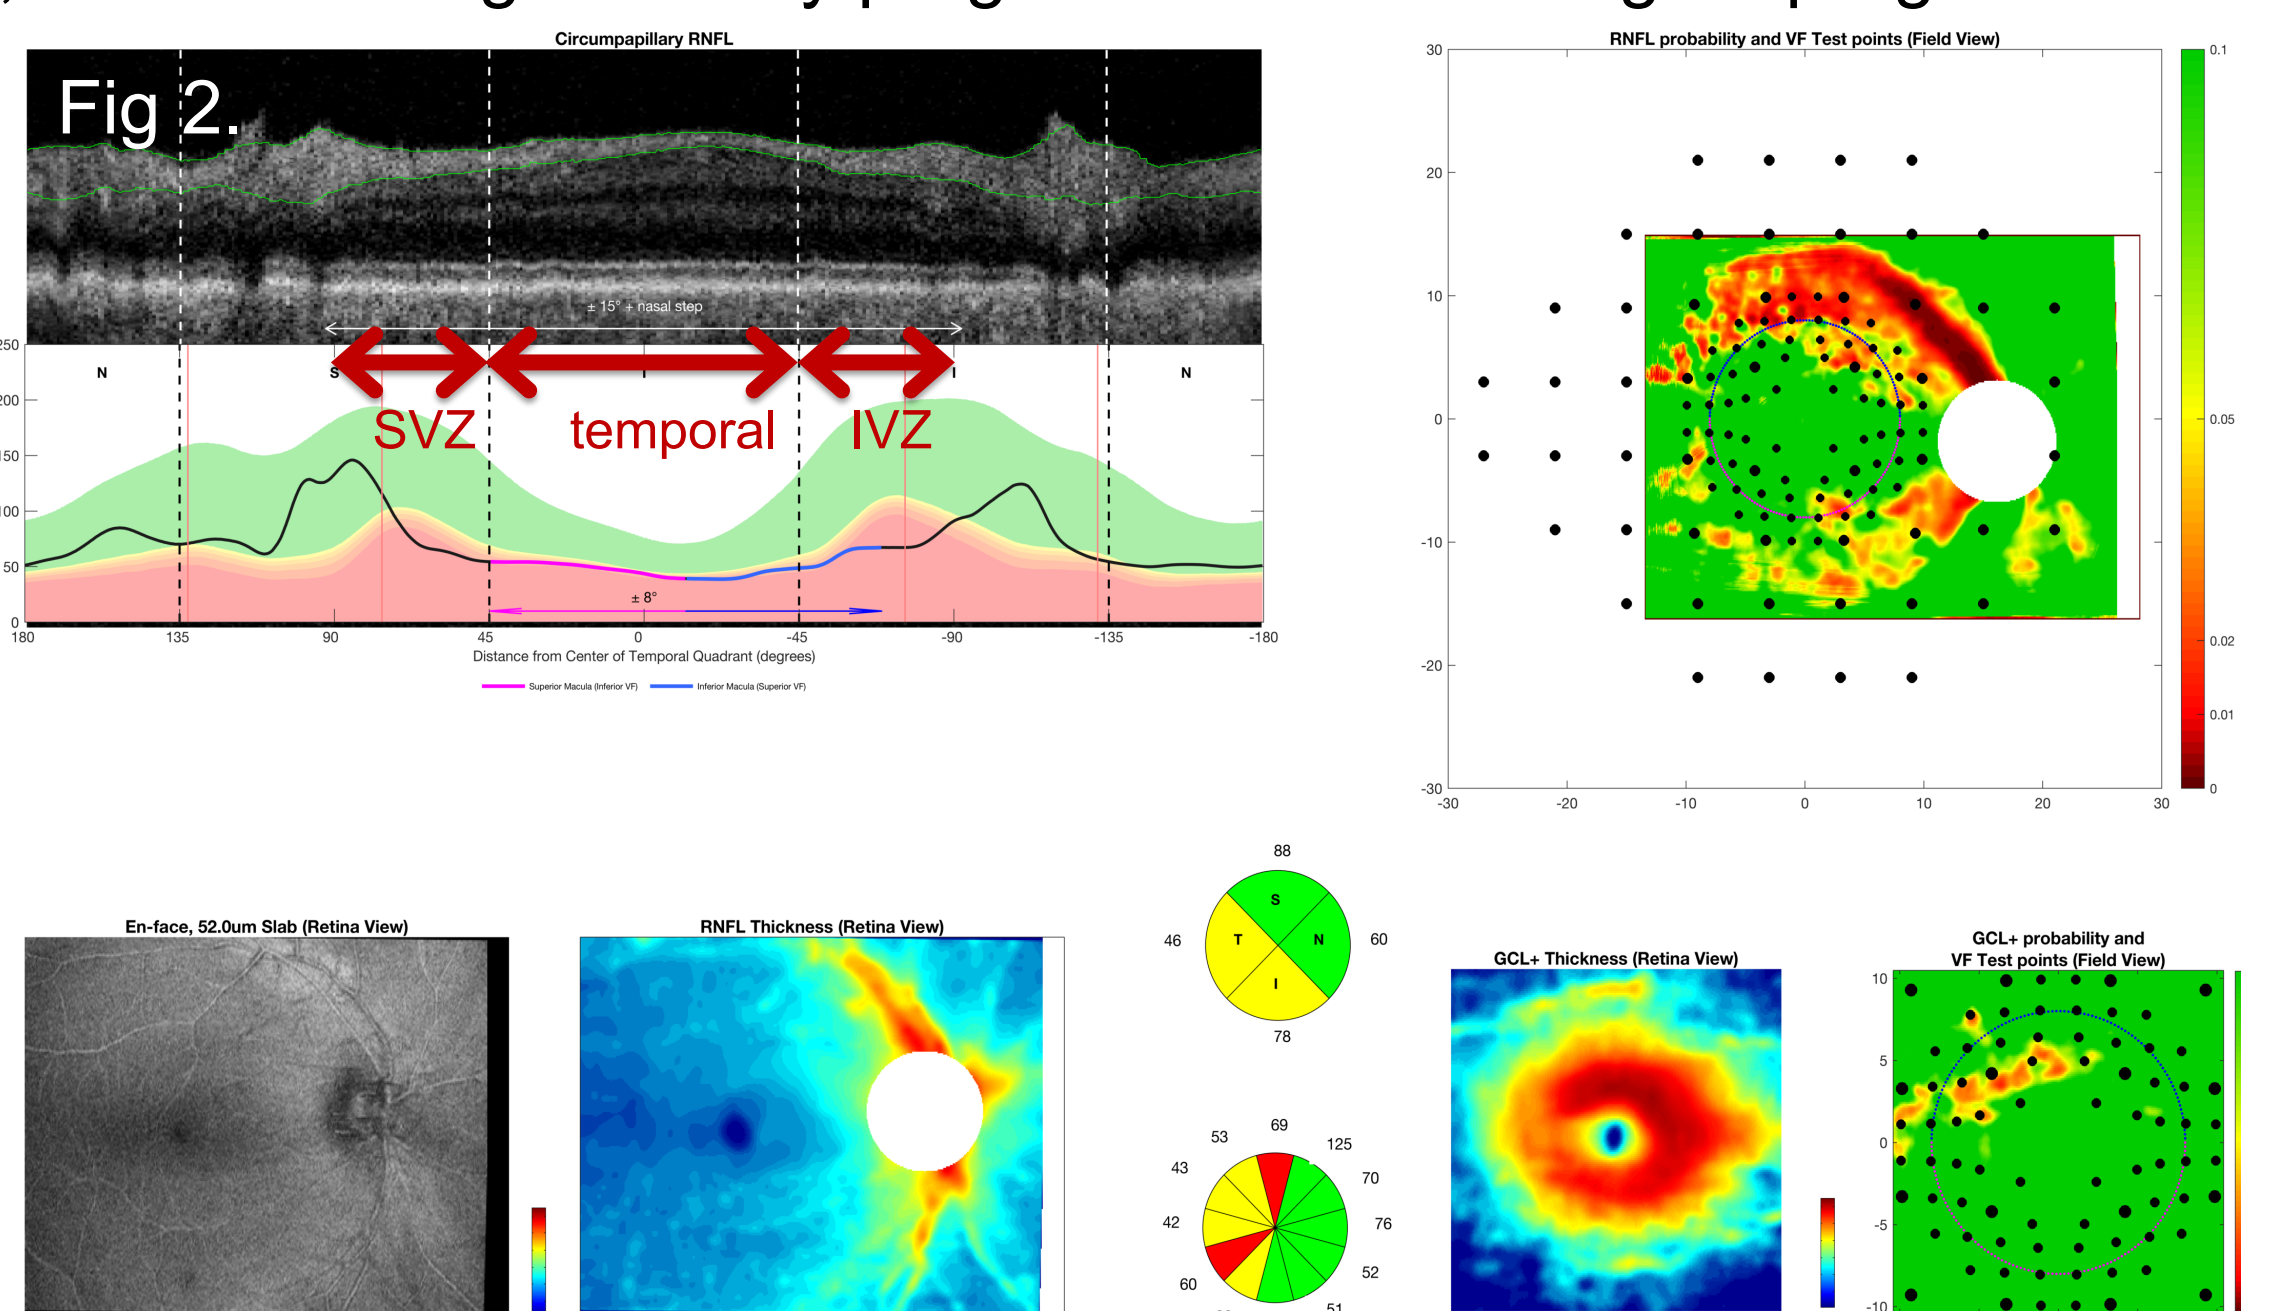 Circumpapillary RNFL
Fig 2.
± 15° + nasal step
N
S
I
I
N
SVZ
temporal
IVZ
200
100
50
0
± 8°
180
135
90
45
0
-45
-90
-135
-180
Distance from Center of Temporal Quadrant (degrees)
Superior Macula (Inferior VF)
Inferior Macula (Superior VF)
RNFL probability and VF Test points (Field View)
30
20
10
0
-10
-20
-30
-30
-20
-10
0
10
20
30
0.1
0.05
0.02
0.01
0
En-face, 52.0um Slab (Retina View)
RNFL Thickness (Retina View)
88
S
46
T
N
60
I
78
69
53
125
43
70
42
76
60
52
51
GCL+ Thickness (Retina View)
GCL+ probability and
VF Test points (Field View)
10
5
0
-5
-10